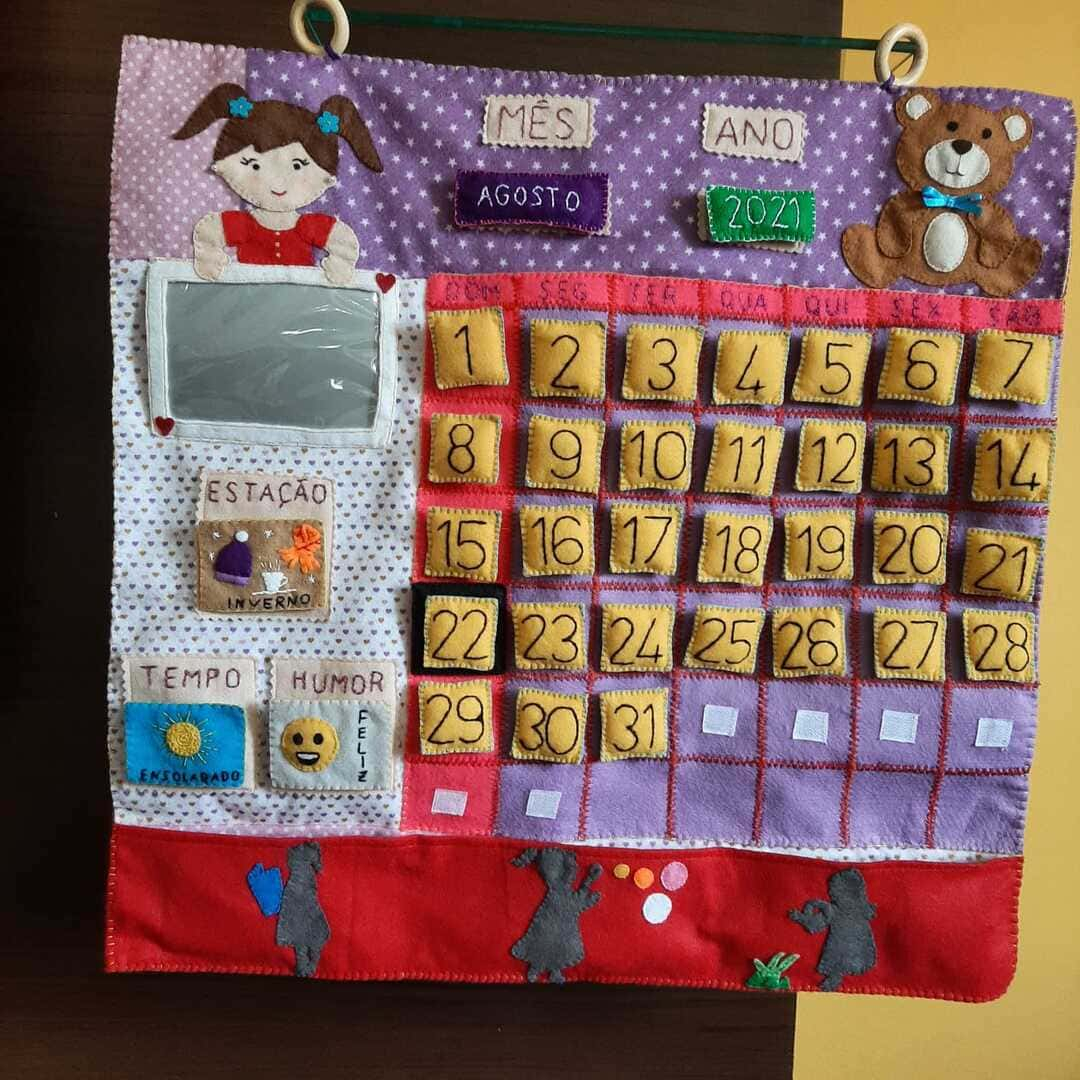 MÊS ANO
AGOSTO 2021
DOM SEG TER QUA QUI SEX SÁB
1 2 3 4 5 6 7
8 9 10 11 12 13 14
15 16 17 18 19 20 21
22 23 24 25 26 27 28
29 30 31
ESTAÇÃO
INVERNO
TEMPO
ENSOLARADO
HUMOR
FELIZ